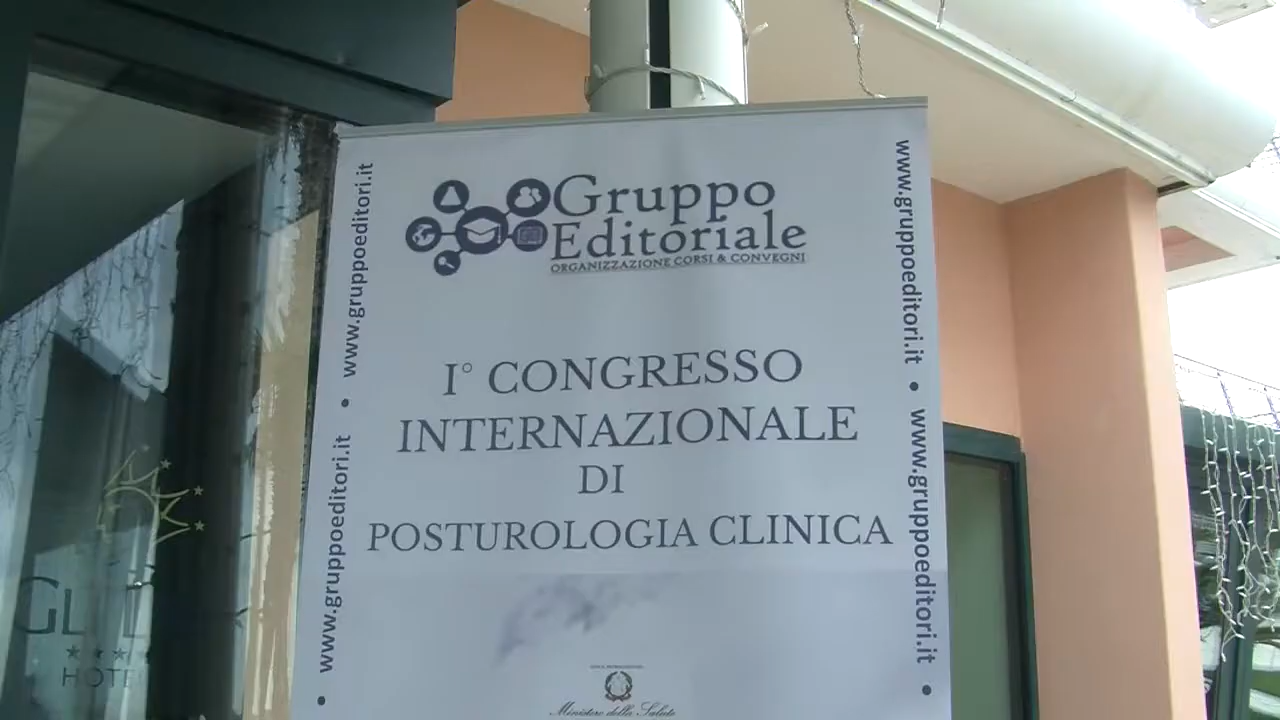 Gruppo
Editoriale
ORGANIZZAZIONE CORSI & CONVEGNI
I° CONGRESSO
INTERNAZIONALE
DI
POSTUROLOGIA CLINICA
Ministero della Salute
www.gruppoeditori.it • www.gruppoeditori.it •
www.gruppoeditori.it • www.gruppoeditori.it •